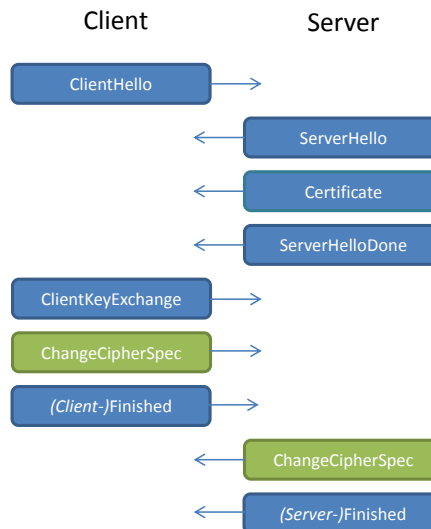 Client Server
ClientHello
ServerHello
Certificate
ServerHelloDone
ClientKeyExchange
ChangeCipherSpec
(Client-)Finished
ChangeCipherSpec
(Server-)Finished